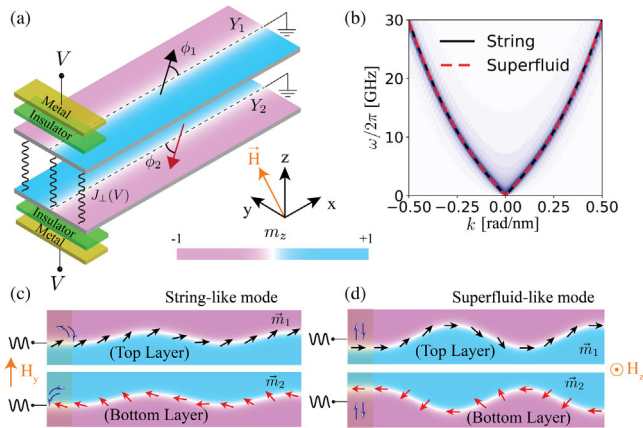 (a)
V
Metal
Insulator
Y₁
ϕ₁
Y₂
ϕ₂
J⊥(V)
Insulator
Metal
V
H⃗
z
y
x
m_z
-1
+1
(b)
ω/2π [GHz]
30
20
10
0
String
Superfluid
-0.50
-0.25
0.00
0.25
0.50
k [rad/nm]
(c)
String-like mode
m⃗₁
(Top Layer)
H_y
m⃗₂
(Bottom Layer)
(d)
Superfluid-like mode
(Top Layer)
m⃗₁
H_z
m⃗₂
(Bottom Layer)